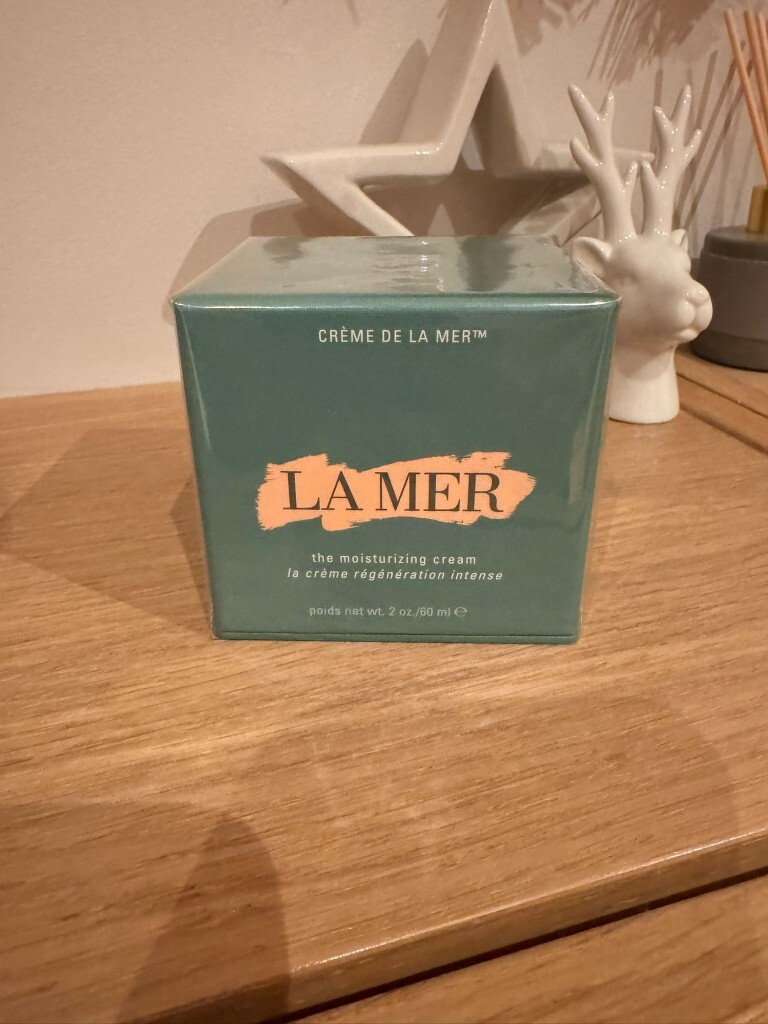 CRÈME DE LA MER™
LA MER
the moisturizing cream
la crème régénération intense
poids net wt. 2 oz./60 ml ℮